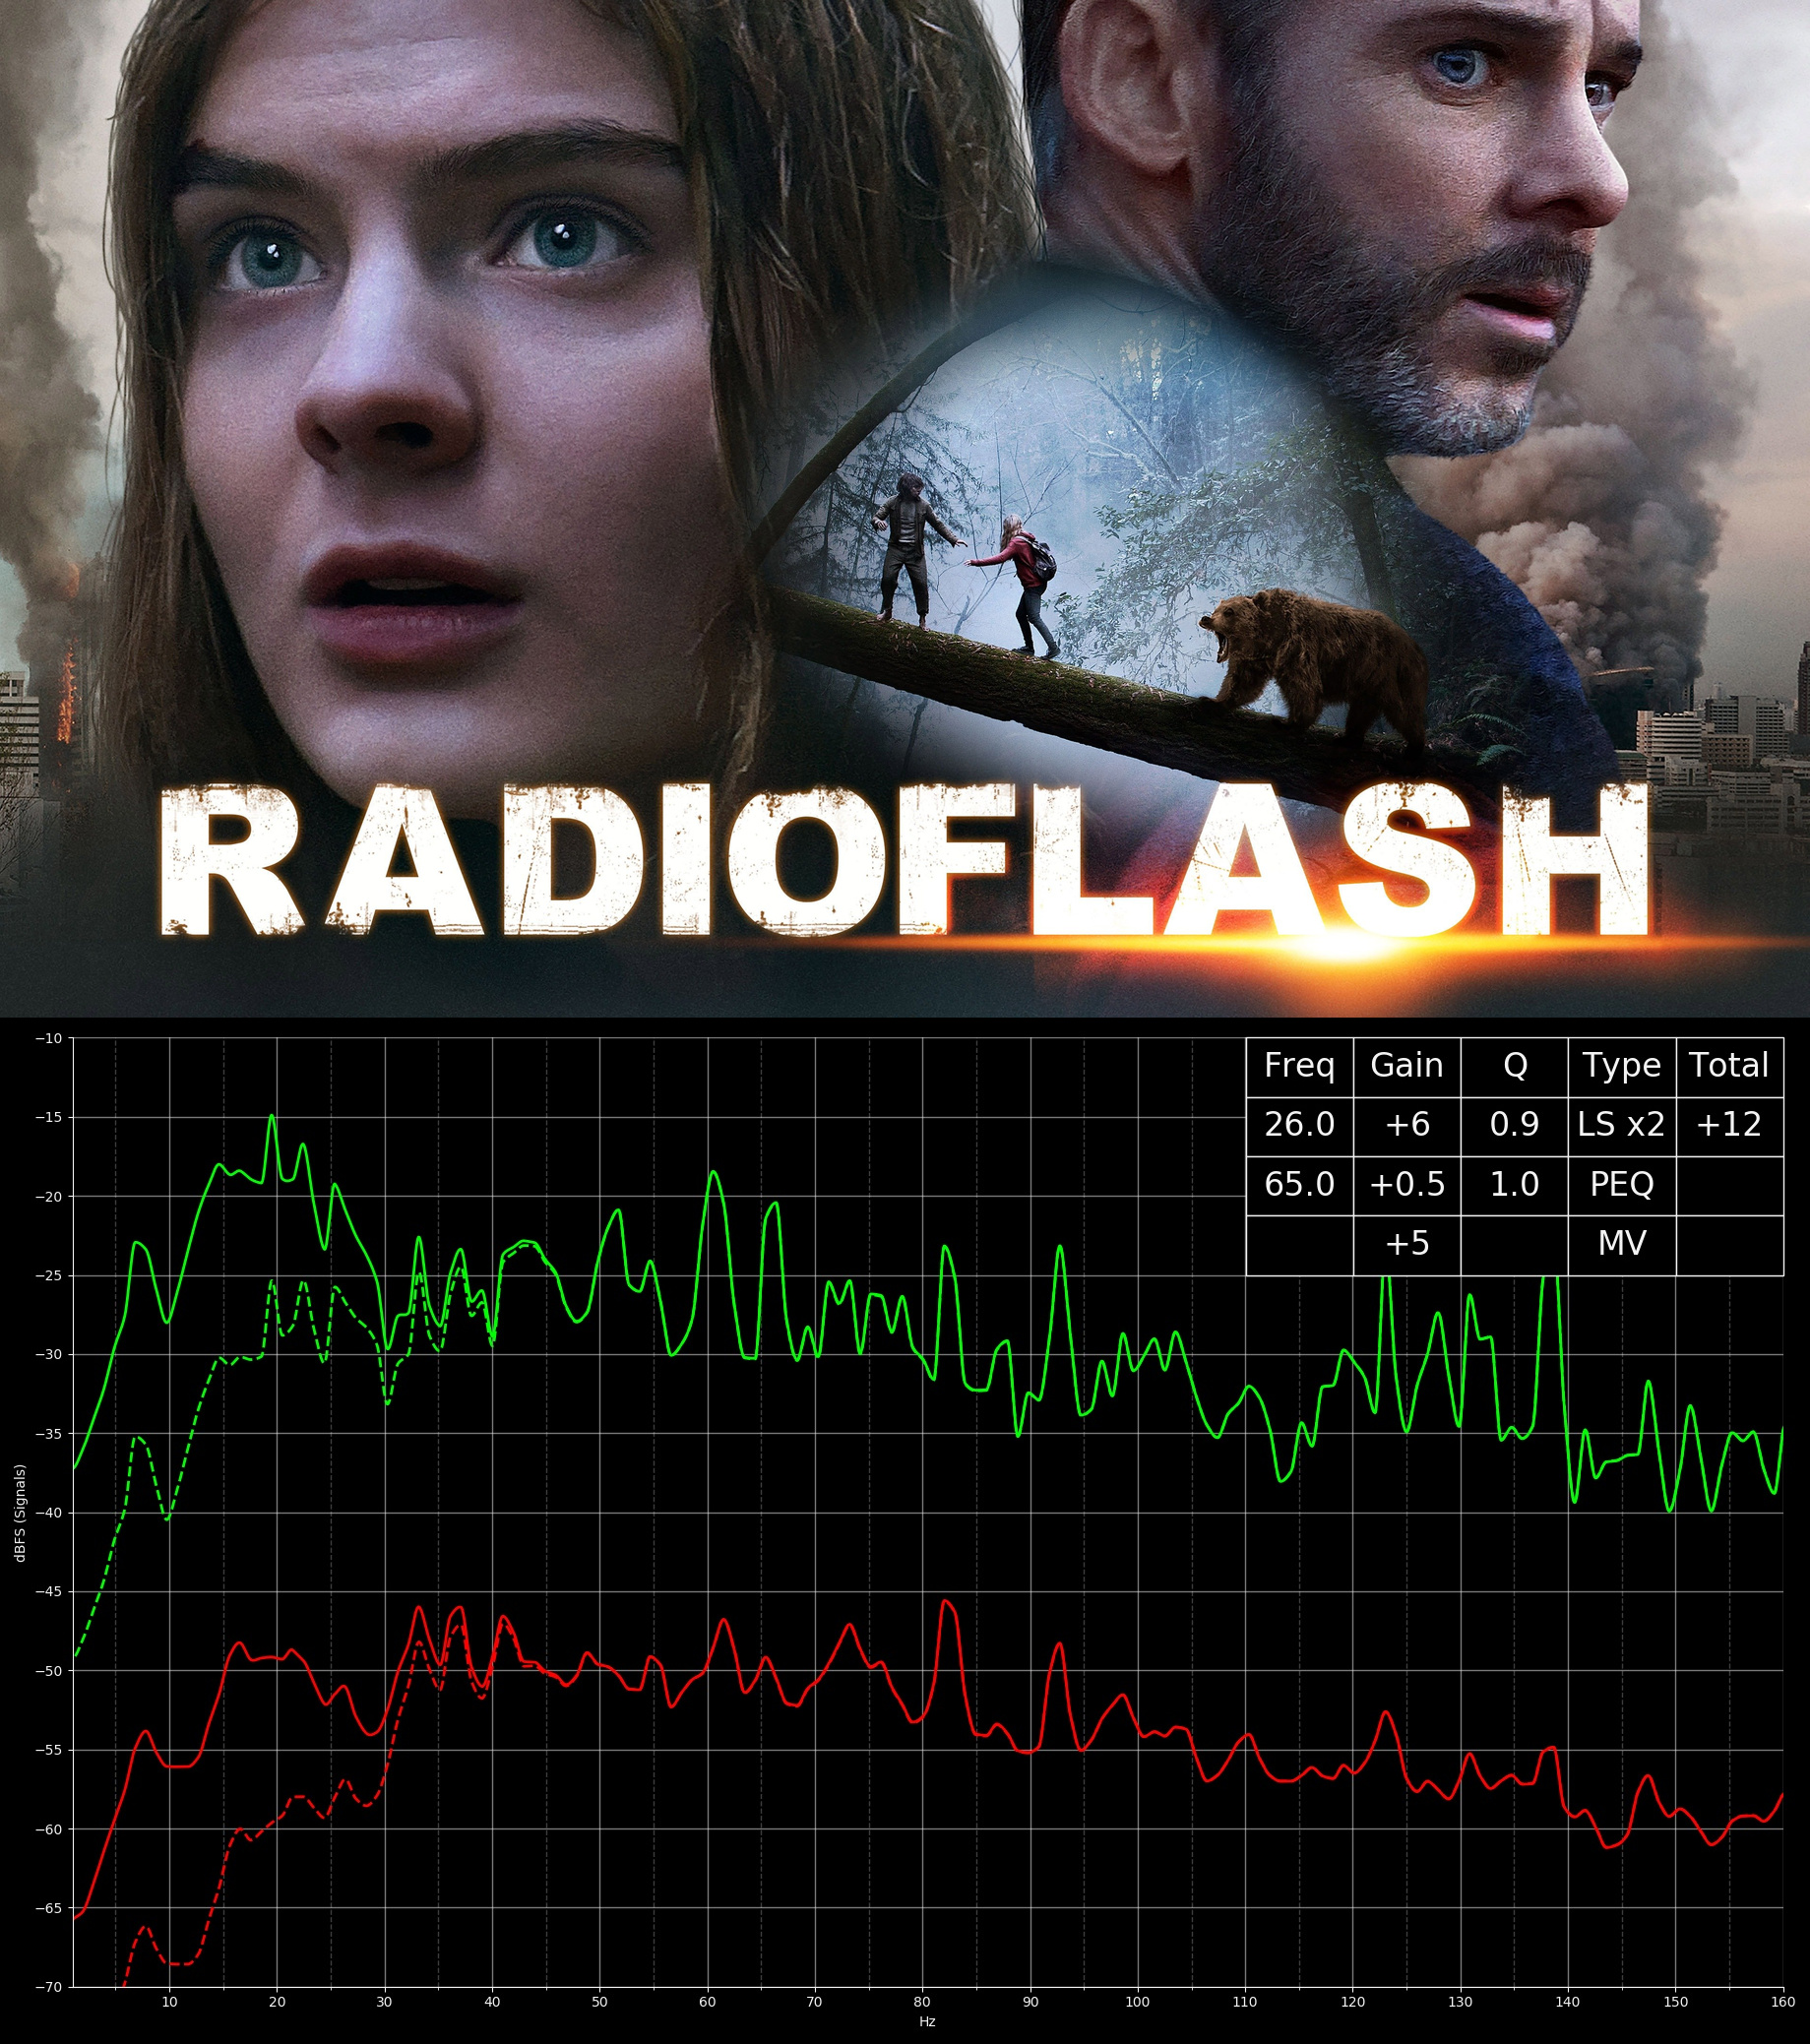 RADIOFLASH
Freq Gain Q Type Total
26.0 +6 0.9 LS x2 +12
65.0 +0.5 1.0 PEQ
+5 MV
−10
−15
−20
−25
−30
−35
−40
−45
−50
−55
−60
−65
−70
dBFS (Signals)
10 20 30 40 50 60 70 80 90 100 110 120 130 140 150 160
Hz